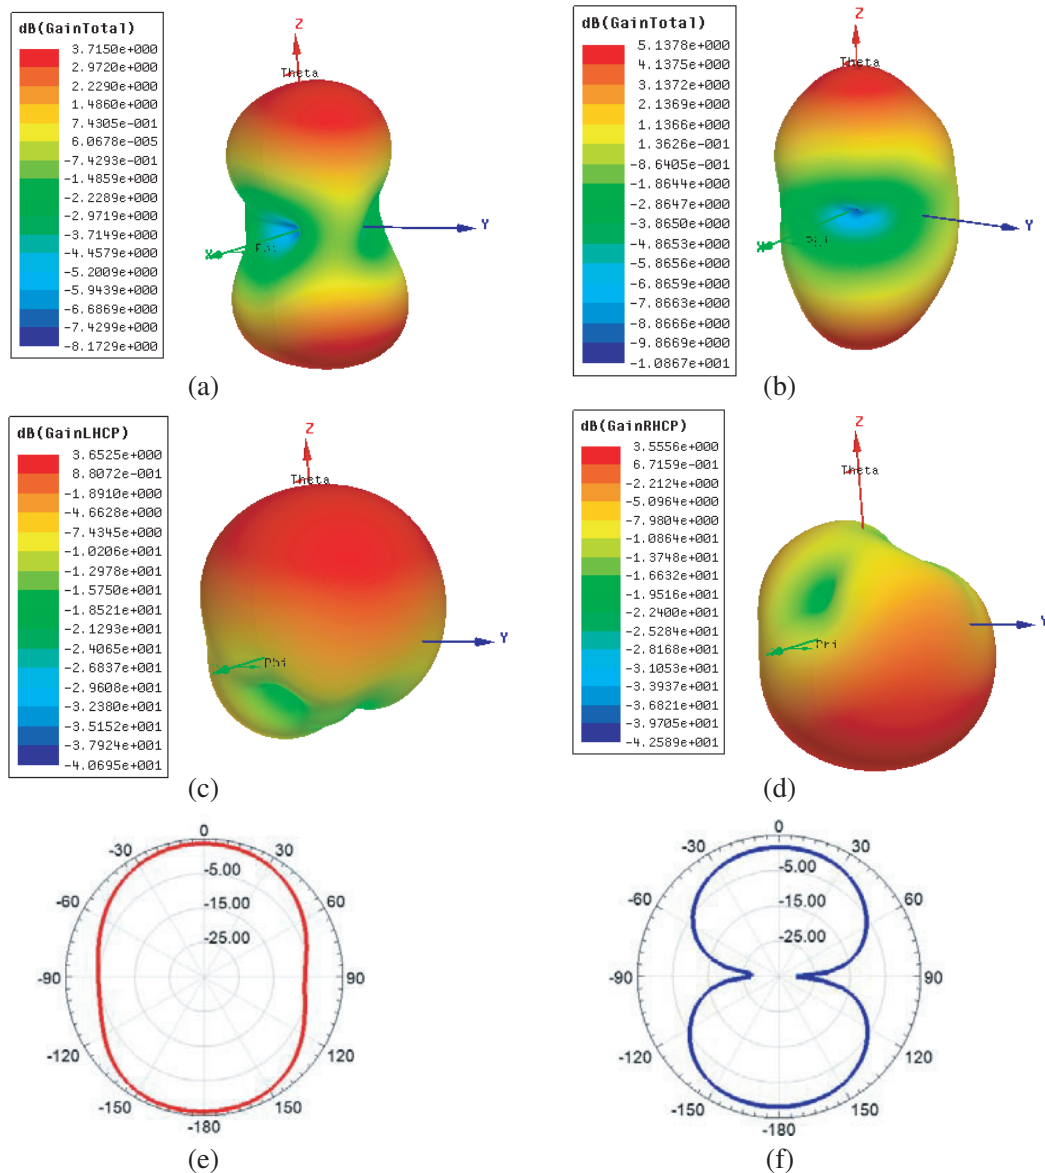 dB(GainTotal)
3.7150e+000
2.9720e+000
2.2290e+000
1.4860e+000
7.4305e-001
6.0678e-005
-7.4293e-001
-1.4859e+000
-2.2289e+000
-2.9719e+000
-3.7149e+000
-4.4579e+000
-5.2009e+000
-5.9439e+000
-6.6869e+000
-7.4299e+000
-8.1729e+000
Z
Theta
Y
X
Phi
(a)
dB(GainTotal)
5.1378e+000
4.1375e+000
3.1372e+000
2.1369e+000
1.1366e+000
1.3626e-001
-8.6405e-001
-1.8644e+000
-2.8647e+000
-3.8650e+000
-4.8653e+000
-5.8656e+000
-6.8659e+000
-7.8663e+000
-8.8666e+000
-9.8669e+000
-1.0867e+001
Z
Theta
Y
X
Phi
(b)
dB(GainLHCP)
3.6525e+000
8.8072e-001
-1.8910e+000
-4.6628e+000
-7.4345e+000
-1.0206e+001
-1.2978e+001
-1.5750e+001
-1.8521e+001
-2.1293e+001
-2.4065e+001
-2.6837e+001
-2.9608e+001
-3.2380e+001
-3.5152e+001
-3.7924e+001
-4.0695e+001
Z
Theta
Y
Phi
(c)
dB(GainRHCP)
3.5556e+000
6.7159e-001
-2.2124e+000
-5.0964e+000
-7.9804e+000
-1.0864e+001
-1.3748e+001
-1.6632e+001
-1.9516e+001
-2.2400e+001
-2.5284e+001
-2.8168e+001
-3.1053e+001
-3.3937e+001
-3.6821e+001
-3.9705e+001
-4.2589e+001
Z
Theta
Y
Phi
(d)
0
-30 30
-5.00
-60 -15.00 60
-25.00
-90 90
-120 120
-150 150
-180
(e)
0
-30 30
-5.00
-60 -15.00 60
-25.00
-90 90
-120 120
-150 150
-180
(f)